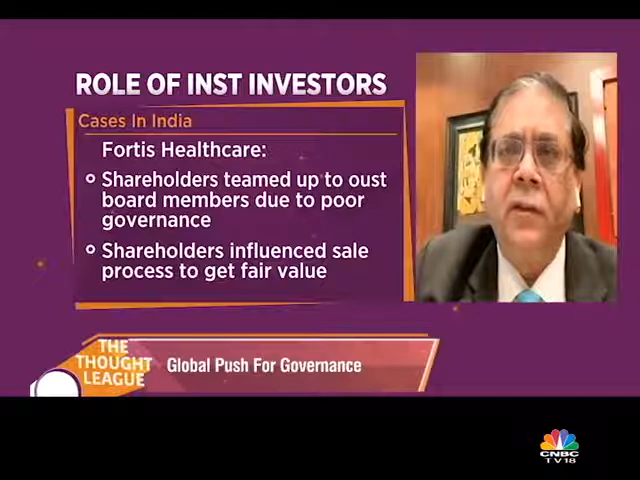 ROLE OF INST INVESTORS
Cases In India
Fortis Healthcare:
Shareholders teamed up to oust
board members due to poor
governance
Shareholders influenced sale
process to get fair value
THE
THOUGHT
LEAGUE
Global Push For Governance
CNBC
TV18